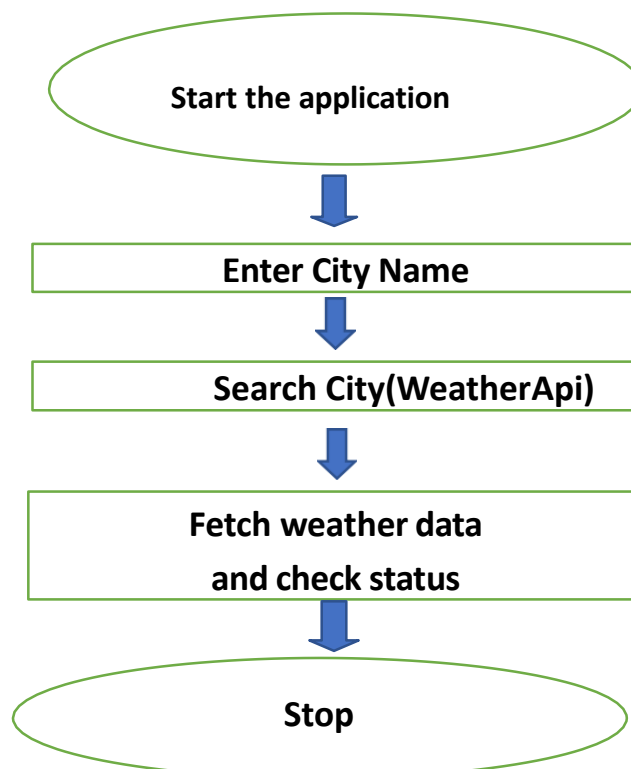 Start the application
Enter City Name
Search City(WeatherApi)
Fetch weather data
and check status
Stop